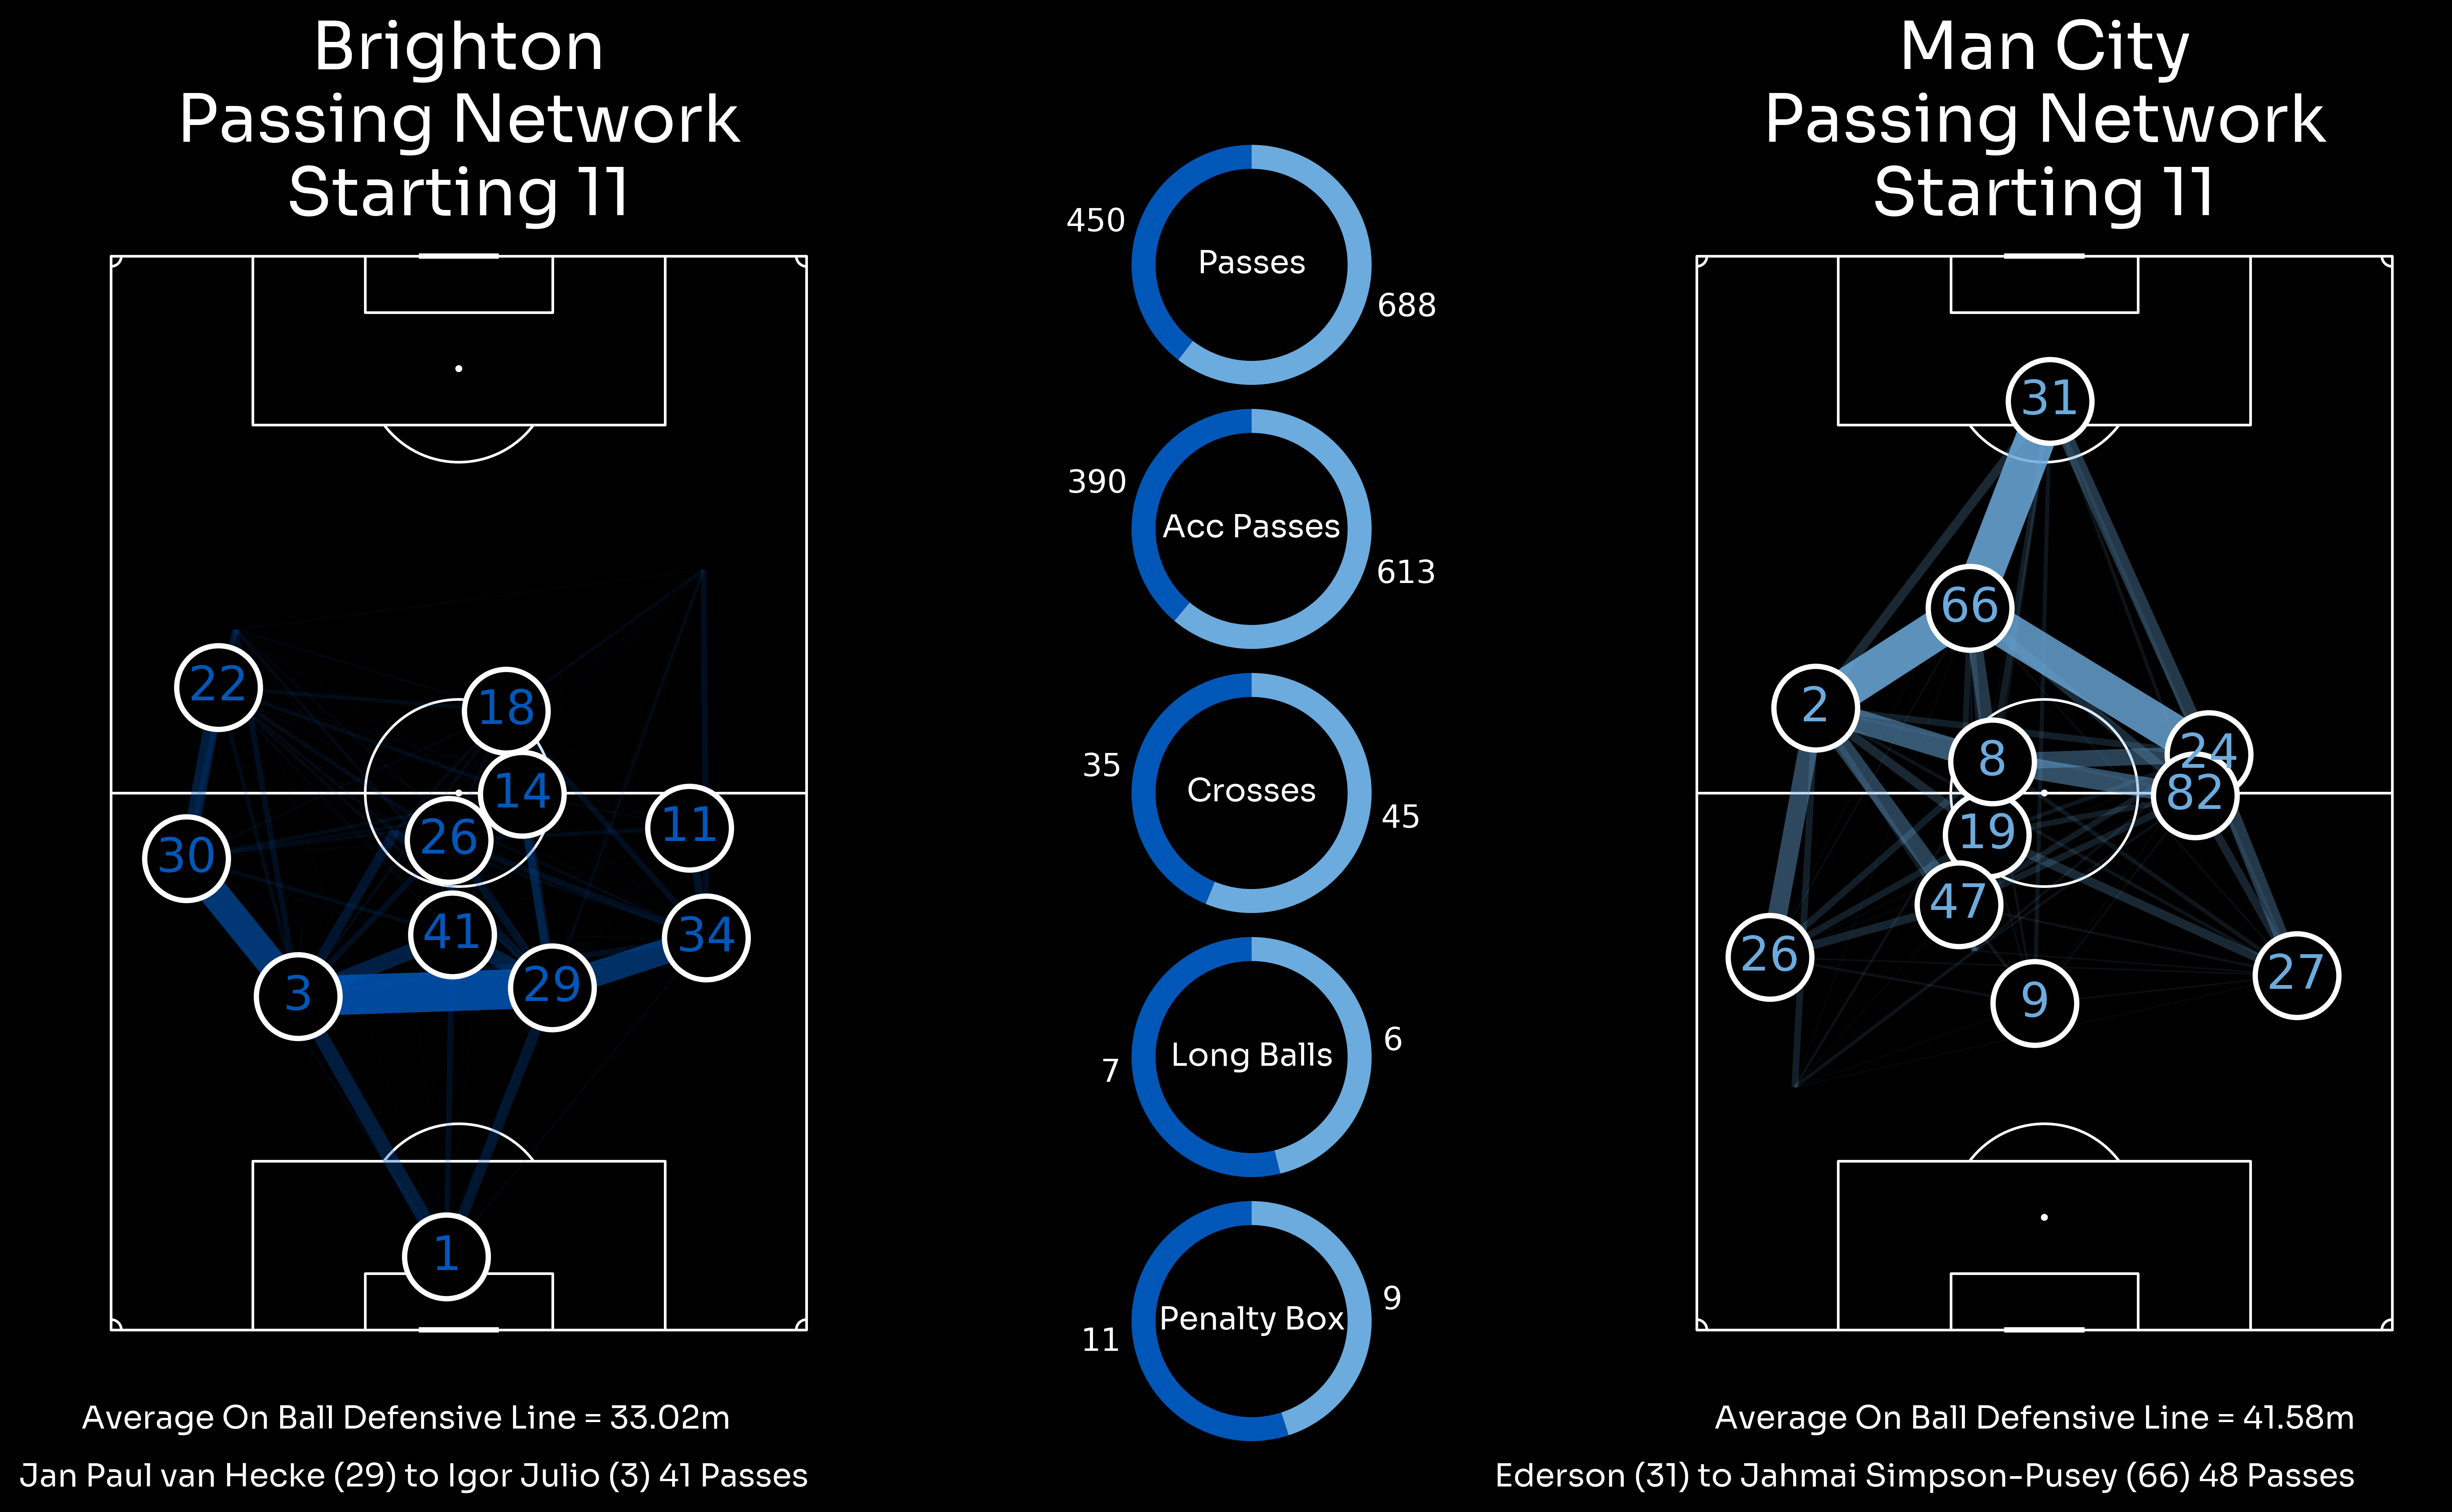 Brighton
Passing Network
Starting 11
22
18
14
11
26
30
41
34
3
29
1
Average On Ball Defensive Line = 33.02m
Jan Paul van Hecke (29) to Igor Julio (3) 41 Passes
450
Passes
688
390
Acc Passes
613
35
Crosses
45
7
Long Balls
6
11
Penalty Box
9
Man City
Passing Network
Starting 11
31
66
2
24
8
82
19
47
26
27
9
Average On Ball Defensive Line = 41.58m
Ederson (31) to Jahmai Simpson-Pusey (66) 48 Passes